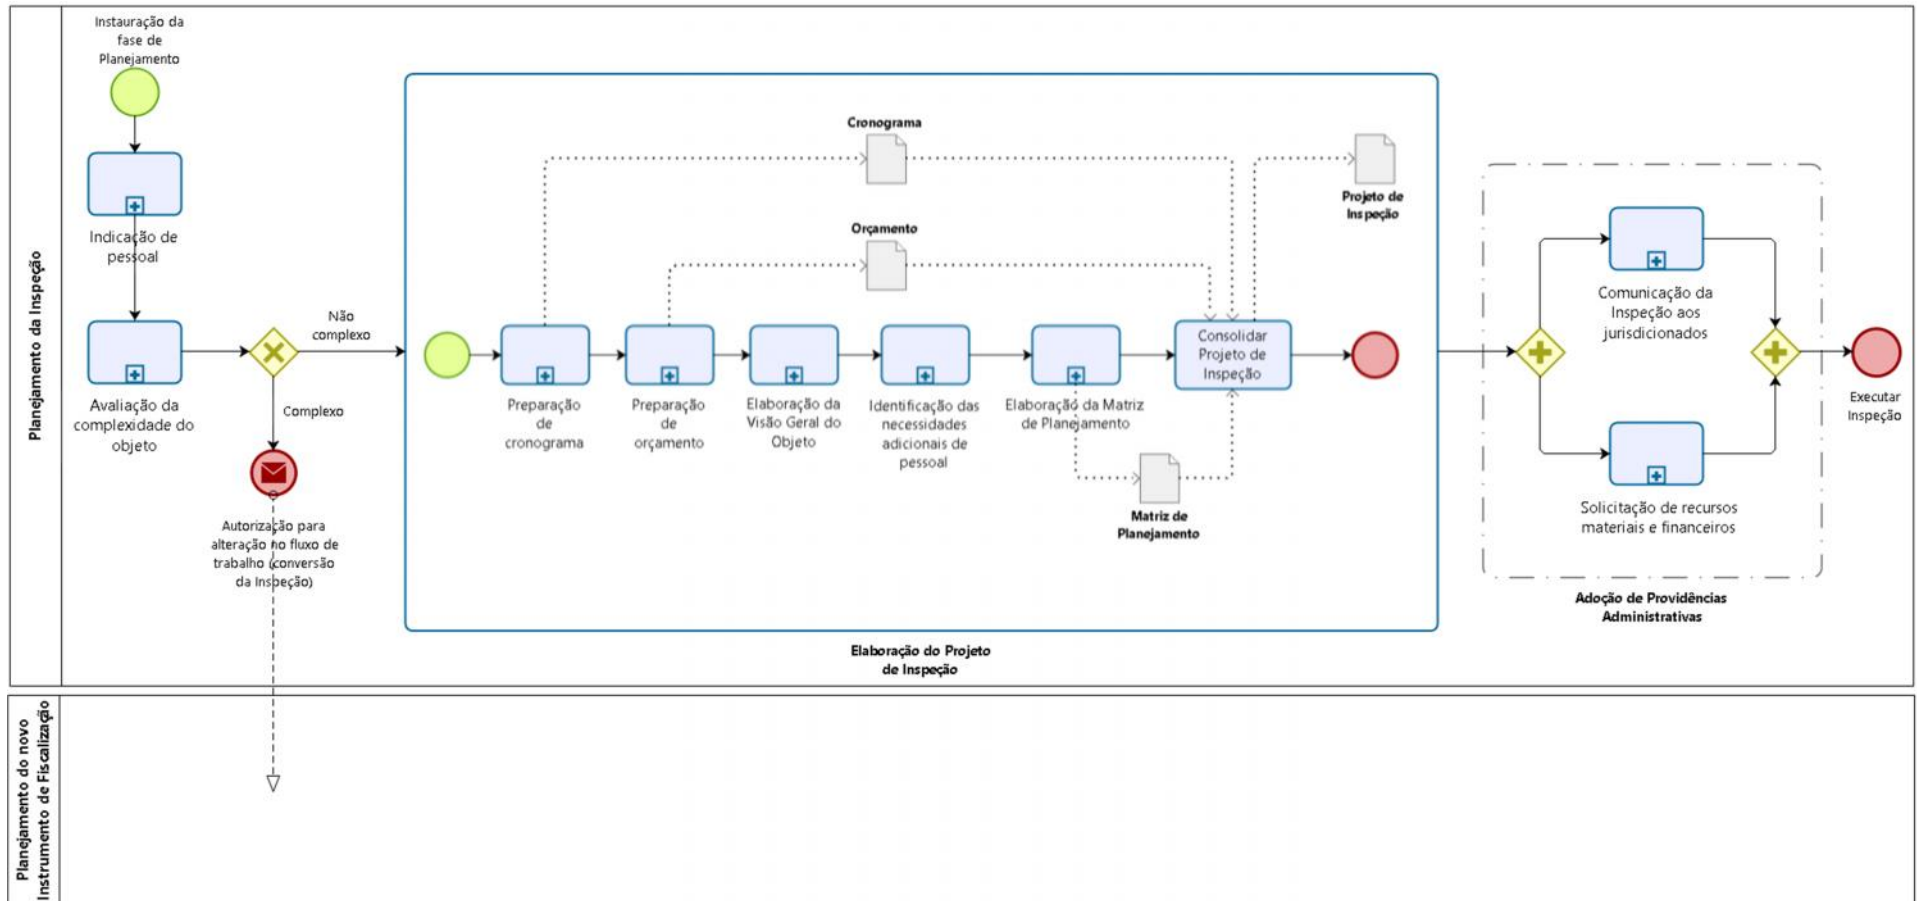 Instauração da
fase de
Planejamento
Planejamento da Inspeção
Indicação de
pessoal
Avaliação da
complexidade do
objeto
Não
complexo
Complexo
Autorização para
alteração no fluxo de
trabalho (conversão
da Inspeção)
Cronograma
Orçamento
Projeto de
Inspeção
Preparação
de
cronograma
Preparação
de
orçamento
Elaboração da
Visão Geral do
Objeto
Identificação das
necessidades
adicionais de
pessoal
Elaboração da Matriz
de Planejamento
Consolidar
Projeto de
Inspeção
Matriz de
Planejamento
Elaboração do Projeto
de Inspeção
Comunicação da
Inspeção aos
jurisdicionados
Solicitação de recursos
materiais e financeiros
Adoção de Providências
Administrativas
Executar
Inspeção
Planejamento do novo
Instrumento de Fiscalização